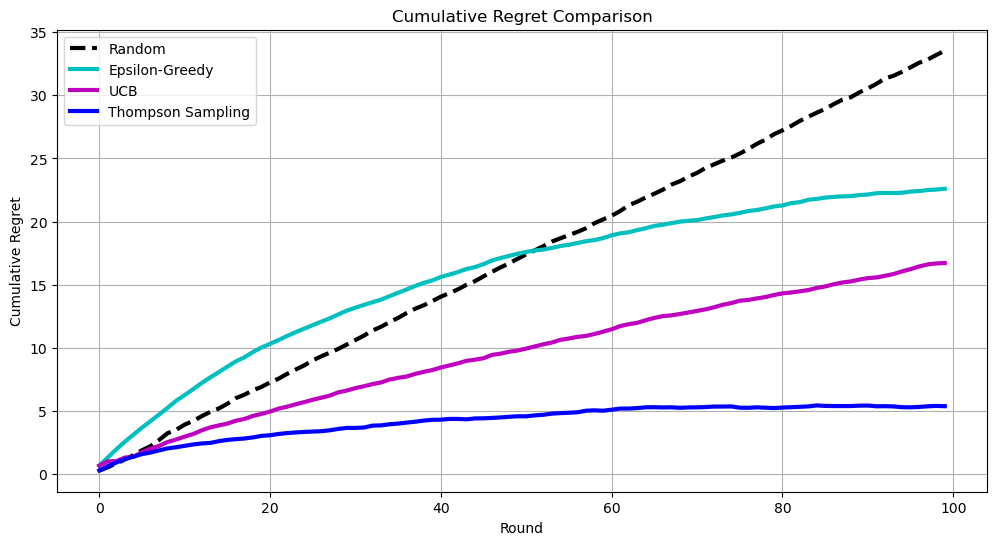 Cumulative Regret Comparison
35
30
25
20
15
10
5
0
Cumulative Regret
Random
Epsilon-Greedy
UCB
Thompson Sampling
0 20 40 60 80 100
Round